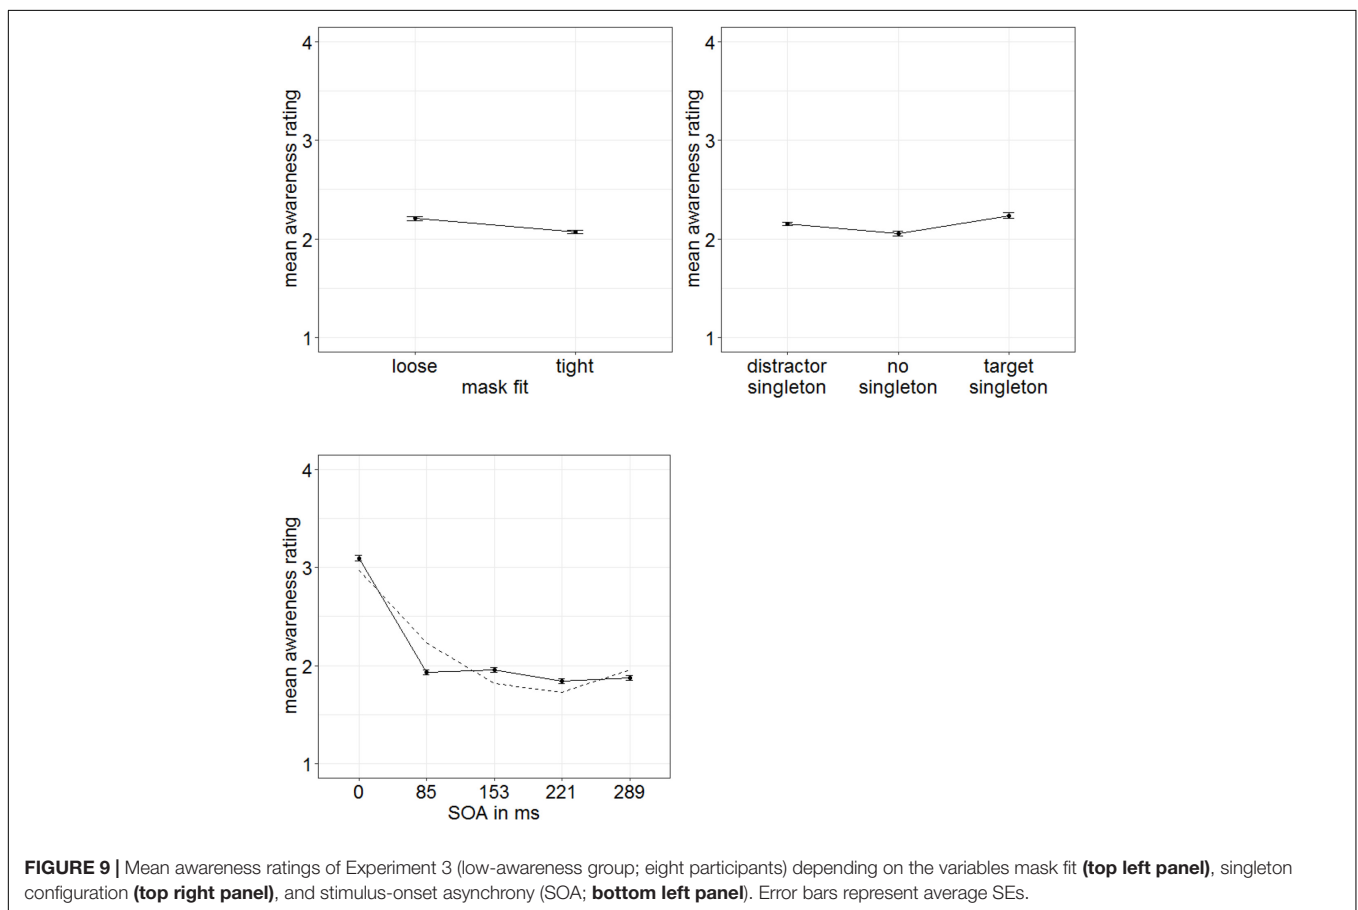 mean awareness rating
4
3
2
1
loose
tight
mask fit
mean awareness rating
4
3
2
1
distractor singleton
no singleton
target singleton
mean awareness rating
4
3
2
1
0 85 153 221 289
SOA in ms
FIGURE 9 | Mean awareness ratings of Experiment 3 (low-awareness group; eight participants) depending on the variables mask fit (top left panel), singleton
configuration (top right panel), and stimulus-onset asynchrony (SOA; bottom left panel). Error bars represent average SEs.